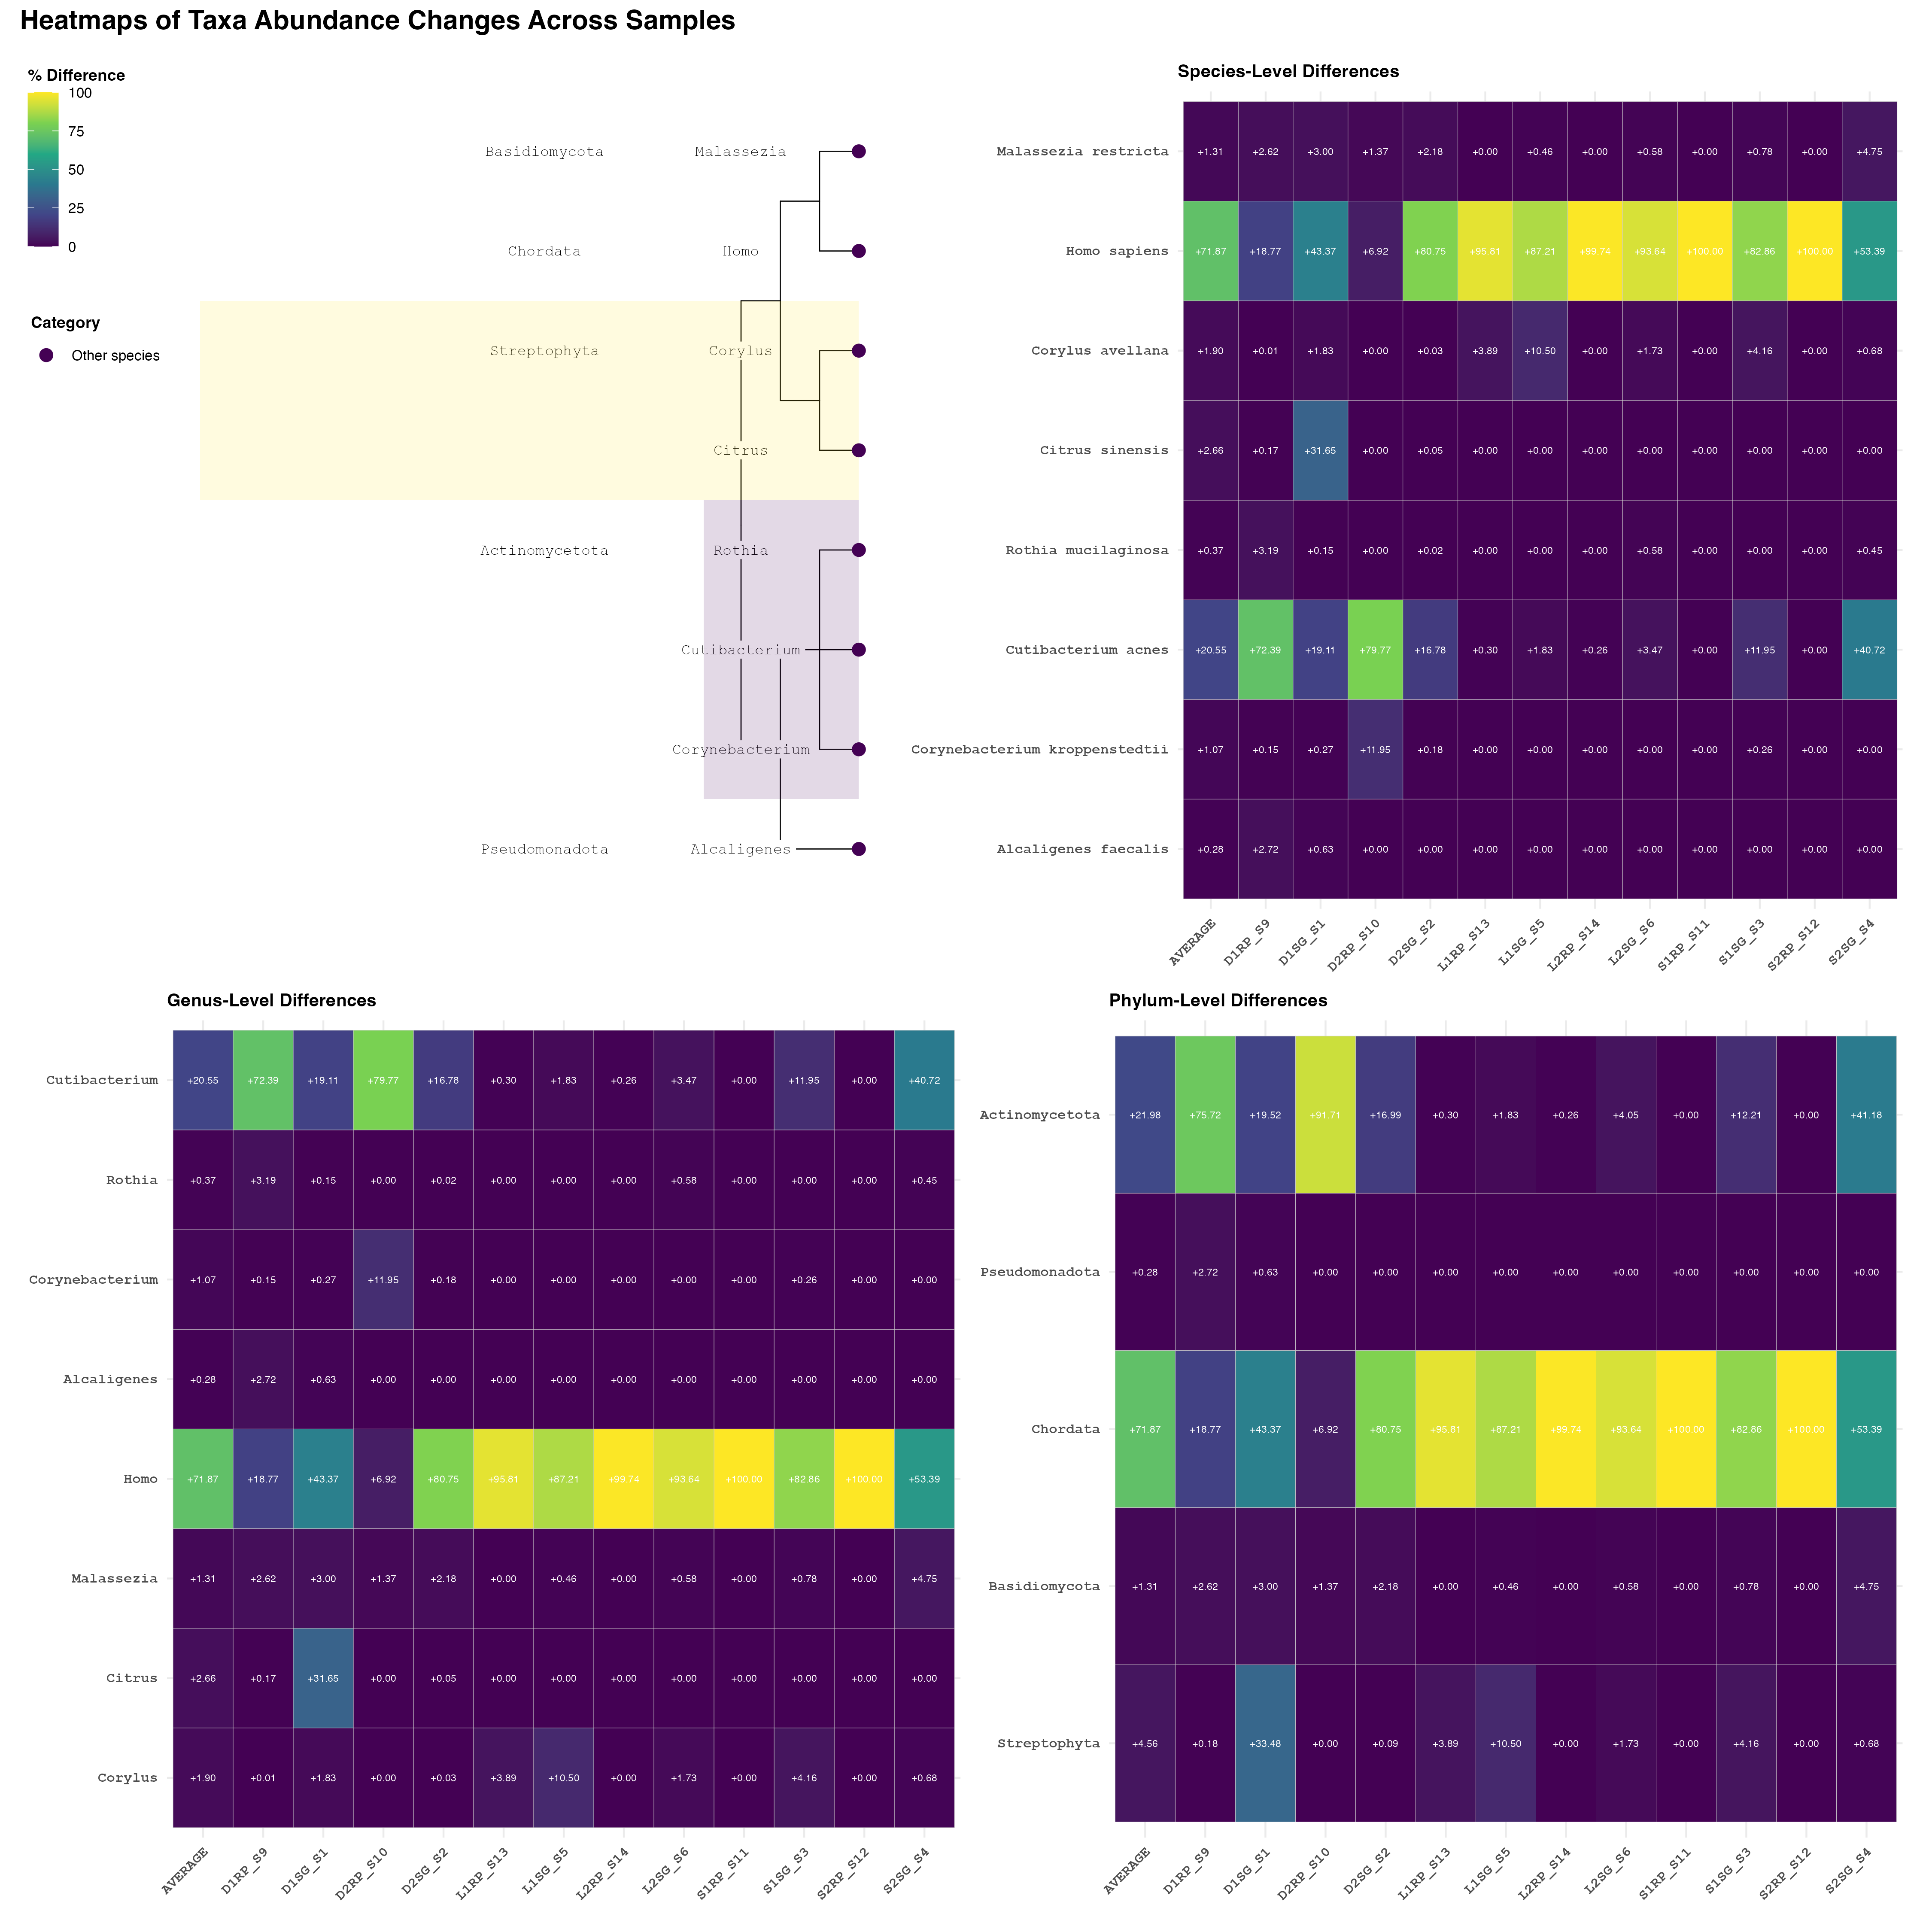 Heatmaps of Taxa Abundance Changes Across Samples
% Difference
100
75
50
25
0
Category
Other species
Basidiomycota Malassezia
Chordata Homo
Streptophyta Corylus
Citrus
Actinomycetota Rothia
Cutibacterium
Corynebacterium
Pseudomonadota Alcaligenes
Species-Level Differences
Malassezia restricta +1.31 +2.62 +3.00 +1.37 +2.18 +0.00 +0.46 +0.00 +0.58 +0.00 +0.78 +0.00 +4.75
Homo sapiens +71.87 +18.77 +43.37 +6.92 +80.75 +95.81 +87.21 +99.74 +93.64 +100.00 +82.86 +100.00 +53.39
Corylus avellana +1.90 +0.01 +1.83 +0.00 +0.03 +3.89 +10.50 +0.00 +1.73 +0.00 +4.16 +0.00 +0.68
Citrus sinensis +2.66 +0.17 +31.65 +0.00 +0.05 +0.00 +0.00 +0.00 +0.00 +0.00 +0.00 +0.00 +0.00
Rothia mucilaginosa +0.37 +3.19 +0.15 +0.00 +0.02 +0.00 +0.00 +0.00 +0.58 +0.00 +0.00 +0.00 +0.45
Cutibacterium acnes +20.55 +72.39 +19.11 +79.77 +16.78 +0.30 +1.83 +0.26 +3.47 +0.00 +11.95 +0.00 +40.72
Corynebacterium kroppenstedtii +1.07 +0.15 +0.27 +11.95 +0.18 +0.00 +0.00 +0.00 +0.00 +0.00 +0.26 +0.00 +0.00
Alcaligenes faecalis +0.28 +2.72 +0.63 +0.00 +0.00 +0.00 +0.00 +0.00 +0.00 +0.00 +0.00 +0.00 +0.00
AVERAGE D1RP_S9 D1SG_S1 D2RP_S10 D2SG_S2 L1RP_S13 L1SG_S5 L2RP_S14 L2SG_S6 S1RP_S11 S1SG_S3 S2RP_S12 S2SG_S4
Genus-Level Differences
Cutibacterium +20.55 +72.39 +19.11 +79.77 +16.78 +0.30 +1.83 +0.26 +3.47 +0.00 +11.95 +0.00 +40.72
Rothia +0.37 +3.19 +0.15 +0.00 +0.02 +0.00 +0.00 +0.00 +0.58 +0.00 +0.00 +0.00 +0.45
Corynebacterium +1.07 +0.15 +0.27 +11.95 +0.18 +0.00 +0.00 +0.00 +0.00 +0.00 +0.26 +0.00 +0.00
Alcaligenes +0.28 +2.72 +0.63 +0.00 +0.00 +0.00 +0.00 +0.00 +0.00 +0.00 +0.00 +0.00 +0.00
Homo +71.87 +18.77 +43.37 +6.92 +80.75 +95.81 +87.21 +99.74 +93.64 +100.00 +82.86 +100.00 +53.39
Malassezia +1.31 +2.62 +3.00 +1.37 +2.18 +0.00 +0.46 +0.00 +0.58 +0.00 +0.78 +0.00 +4.75
Citrus +2.66 +0.17 +31.65 +0.00 +0.05 +0.00 +0.00 +0.00 +0.00 +0.00 +0.00 +0.00 +0.00
Corylus +1.90 +0.01 +1.83 +0.00 +0.03 +3.89 +10.50 +0.00 +1.73 +0.00 +4.16 +0.00 +0.68
AVERAGE D1RP_S9 D1SG_S1 D2RP_S10 D2SG_S2 L1RP_S13 L1SG_S5 L2RP_S14 L2SG_S6 S1RP_S11 S1SG_S3 S2RP_S12 S2SG_S4
Phylum-Level Differences
Actinomycetota +21.98 +75.72 +19.52 +91.71 +16.99 +0.30 +1.83 +0.26 +4.05 +0.00 +12.21 +0.00 +41.18
Pseudomonadota +0.28 +2.72 +0.63 +0.00 +0.00 +0.00 +0.00 +0.00 +0.00 +0.00 +0.00 +0.00 +0.00
Chordata +71.87 +18.77 +43.37 +6.92 +80.75 +95.81 +87.21 +99.74 +93.64 +100.00 +82.86 +100.00 +53.39
Basidiomycota +1.31 +2.62 +3.00 +1.37 +2.18 +0.00 +0.46 +0.00 +0.58 +0.00 +0.78 +0.00 +4.75
Streptophyta +4.56 +0.18 +33.48 +0.00 +0.09 +3.89 +10.50 +0.00 +1.73 +0.00 +4.16 +0.00 +0.68
AVERAGE D1RP_S9 D1SG_S1 D2RP_S10 D2SG_S2 L1RP_S13 L1SG_S5 L2RP_S14 L2SG_S6 S1RP_S11 S1SG_S3 S2RP_S12 S2SG_S4